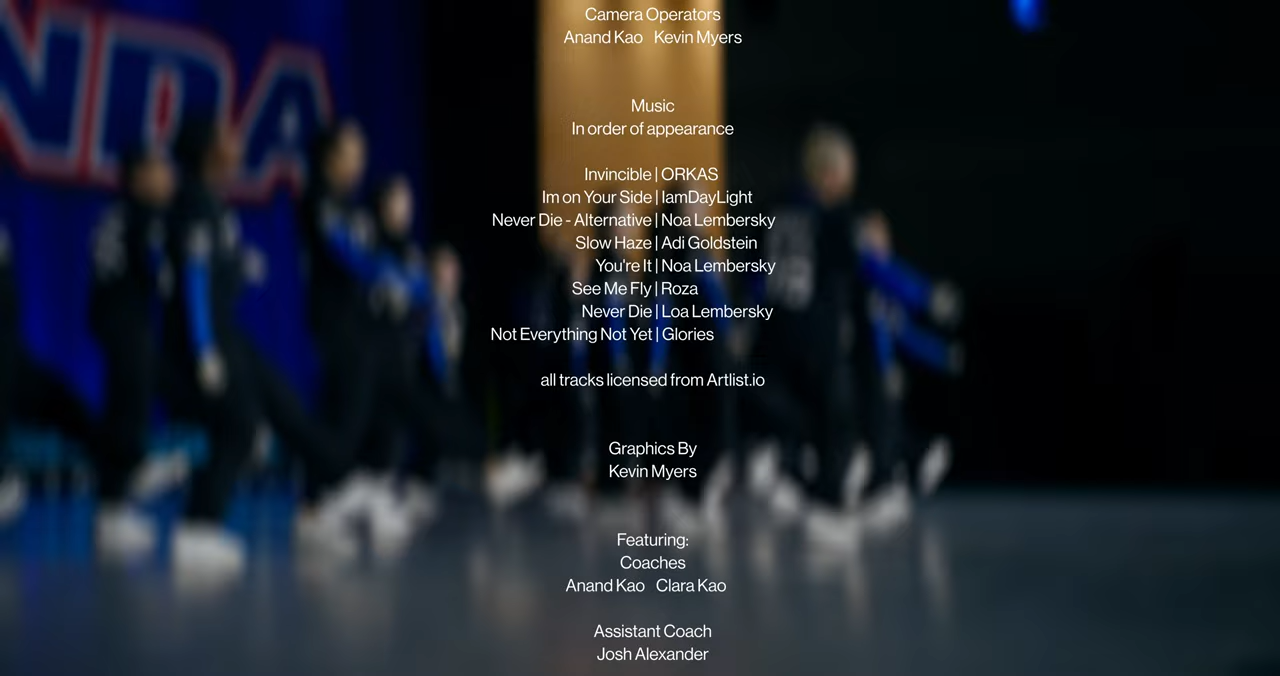 NDA
Camera Operators
Anand Kao Kevin Myers
Music
In order of appearance
Invincible | ORKAS
Im on Your Side | IamDayLight
Never Die - Alternative | Noa Lembersky
Slow Haze | Adi Goldstein
You're It | Noa Lembersky
See Me Fly | Roza
Never Die | Loa Lembersky
Not Everything Not Yet | Glories
all tracks licensed from Artlist.io
Graphics By
Kevin Myers
Featuring:
Coaches
Anand Kao Clara Kao
Assistant Coach
Josh Alexander